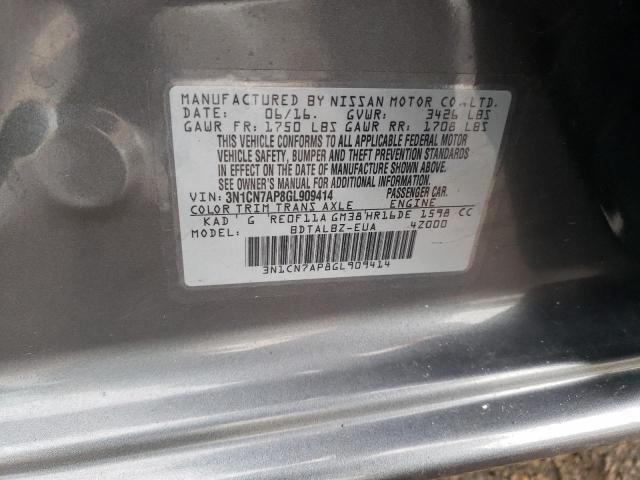 MANUFACTURED BY NISSAN MOTOR CO.,LTD.
DATE: 06/16. GVWR: 3426 LBS
GAWR FR: 1750 LBS GAWR RR: 1708 LBS
THIS VEHICLE CONFORMS TO ALL APPLICABLE FEDERAL MOTOR
VEHICLE SAFETY, BUMPER AND THEFT PREVENTION STANDARDS
IN EFFECT ON THE DATE OF MANUFACTURE SHOWN ABOVE.
SEE OWNER'S MANUAL FOR ADDITIONAL INFORMATION.
VIN: 3N1CN7AP8GL909414 PASSENGER CAR.
COLOR TRIM TRANS AXLE ENGINE
KAD G RE0F11A GM38 HR16DE 1598 CC
MODEL: BDTALBZ-EUA 4Z000
3N1CN7AP8GL909414